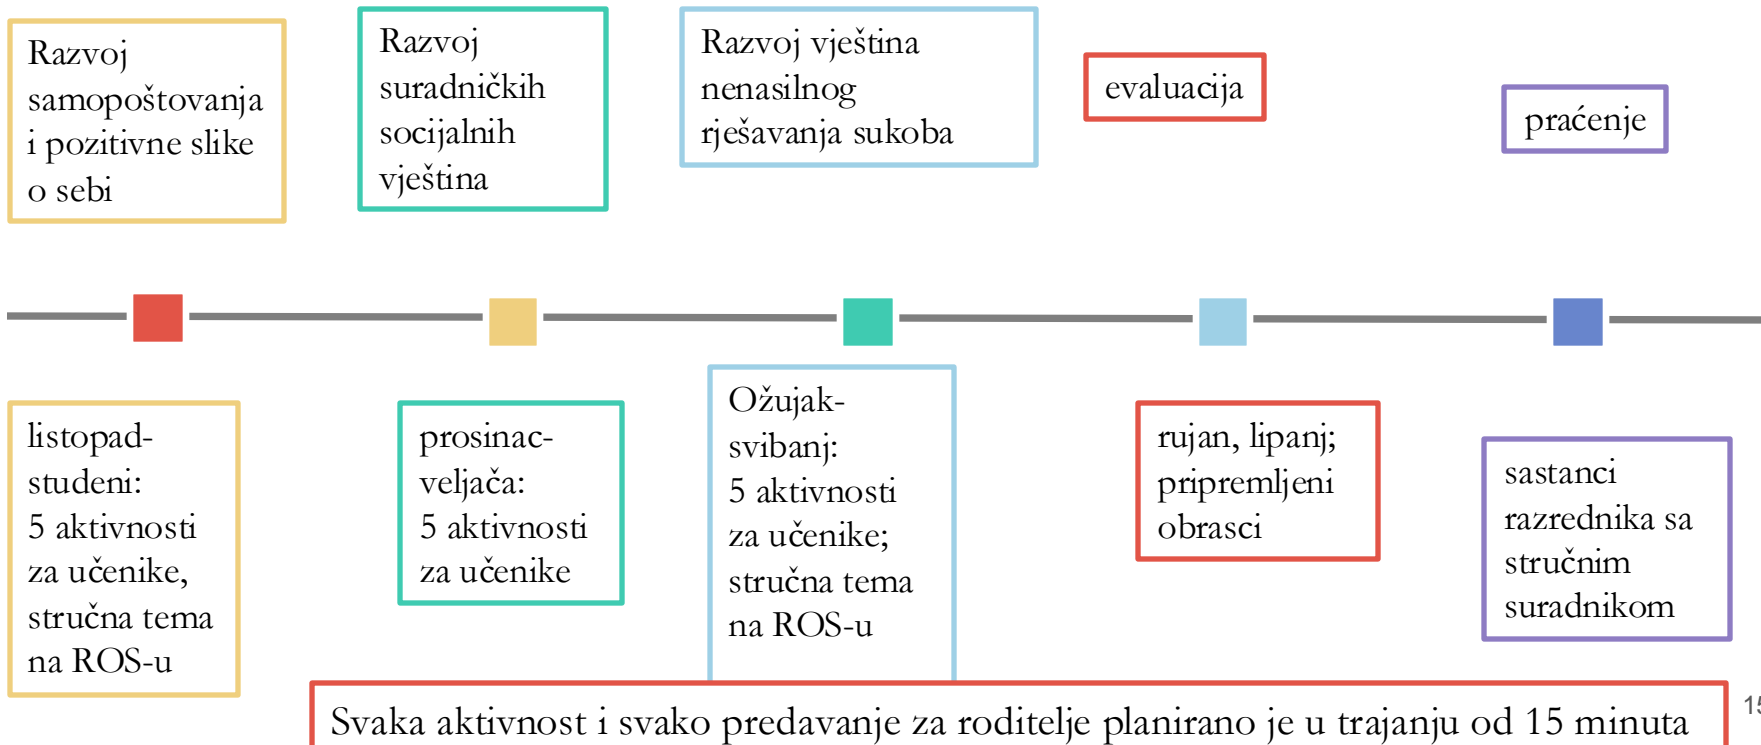 Razvoj
samopoštovanja
i pozitivne slike
o sebi
Razvoj
suradničkih
socijalnih
vještina
Razvoj vještina
nenasilnog
rješavanja sukoba
evaluacija
praćenje
listopad-
studeni:
5 aktivnosti
za učenike,
stručna tema
na ROS-u
prosinac-
veljača:
5 aktivnosti
za učenike
Ožujak-
svibanj:
5 aktivnosti
za učenike;
stručna tema
na ROS-u
rujan, lipanj;
pripremljeni
obrasci
sastanci
razrednika sa
stručnim
suradnikom
Svaka aktivnost i svako predavanje za roditelje planirano je u trajanju od 15 minuta
15